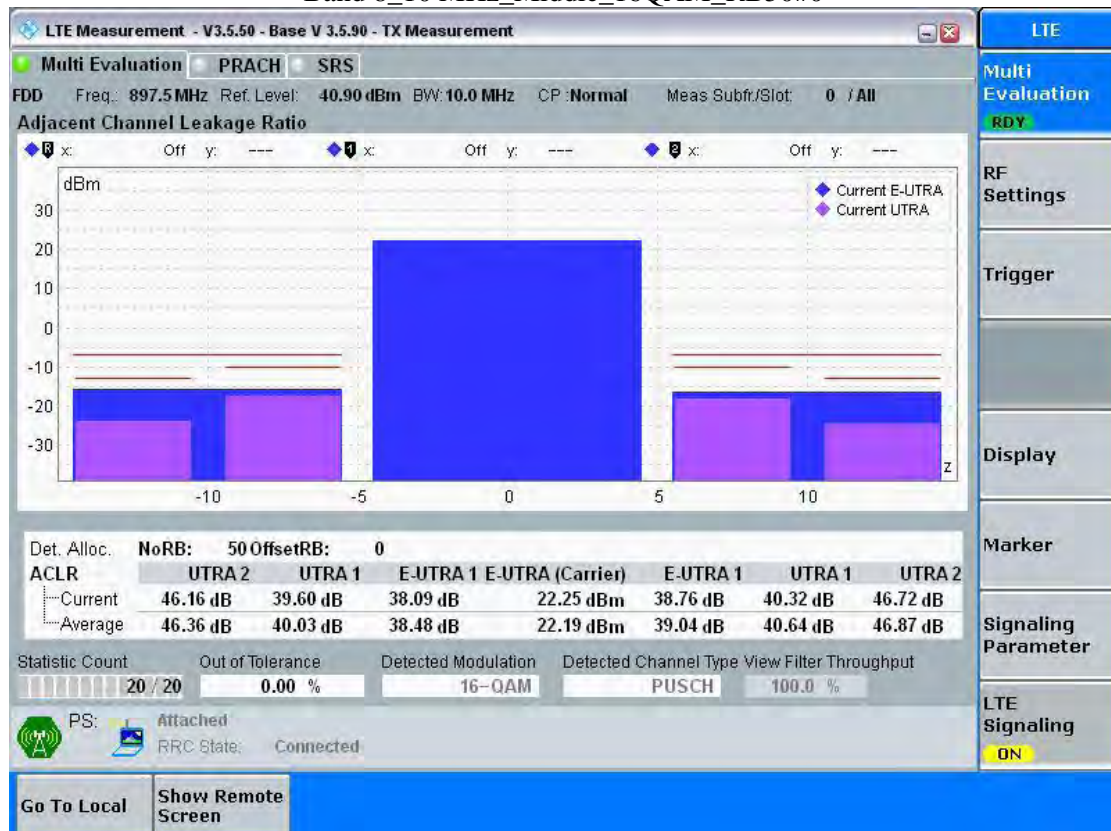 LTE Measurement - V3.5.50 - Base V 3.5.90 - TX Measurement
LTE
Multi Evaluation PRACH SRS
FDD Freq.: 897.5 MHz Ref. Level: 40.90 dBm BW: 10.0 MHz CP :Normal Meas Subfr./Slot: 0 / All
Adjacent Channel Leakage Ratio
R x: Off y: --- 1 x: Off y: --- 2 x: Off y: ---
dBm
Current E-UTRA
Current UTRA
30
20
10
0
-10
-20
-30
z
-10 -5 0 5 10
Det. Alloc. NoRB: 50 OffsetRB: 0
ACLR UTRA 2 UTRA 1 E-UTRA 1 E-UTRA (Carrier) E-UTRA 1 UTRA 1 UTRA 2
Current 46.16 dB 39.60 dB 38.09 dB 22.25 dBm 38.76 dB 40.32 dB 46.72 dB
Average 46.36 dB 40.03 dB 38.48 dB 22.19 dBm 39.04 dB 40.64 dB 46.87 dB
Statistic Count Out of Tolerance Detected Modulation Detected Channel Type View Filter Throughput
20 / 20 0.00 % 16-QAM PUSCH 100.0 %
PS: Attached
RRC State: Connected
Go To Local
Show Remote
Screen
Multi
Evaluation
RDY
RF
Settings
Trigger
Display
Marker
Signaling
Parameter
LTE
Signaling
ON